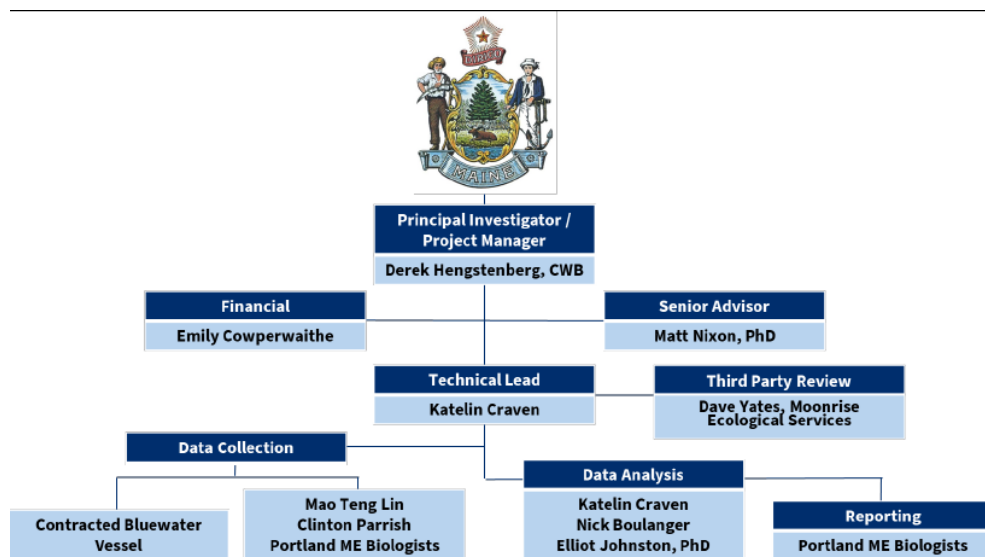 DIRIGO
MAINE
Principal Investigator /
Project Manager
Derek Hengstenberg, CWB
Financial
Emily Cowperwaithe
Senior Advisor
Matt Nixon, PhD
Technical Lead
Katelin Craven
Third Party Review
Dave Yates, Moonrise
Ecological Services
Data Collection
Contracted Bluewater
Vessel
Mao Teng Lin
Clinton Parrish
Portland ME Biologists
Data Analysis
Katelin Craven
Nick Boulanger
Elliot Johnston, PhD
Reporting
Portland ME Biologists